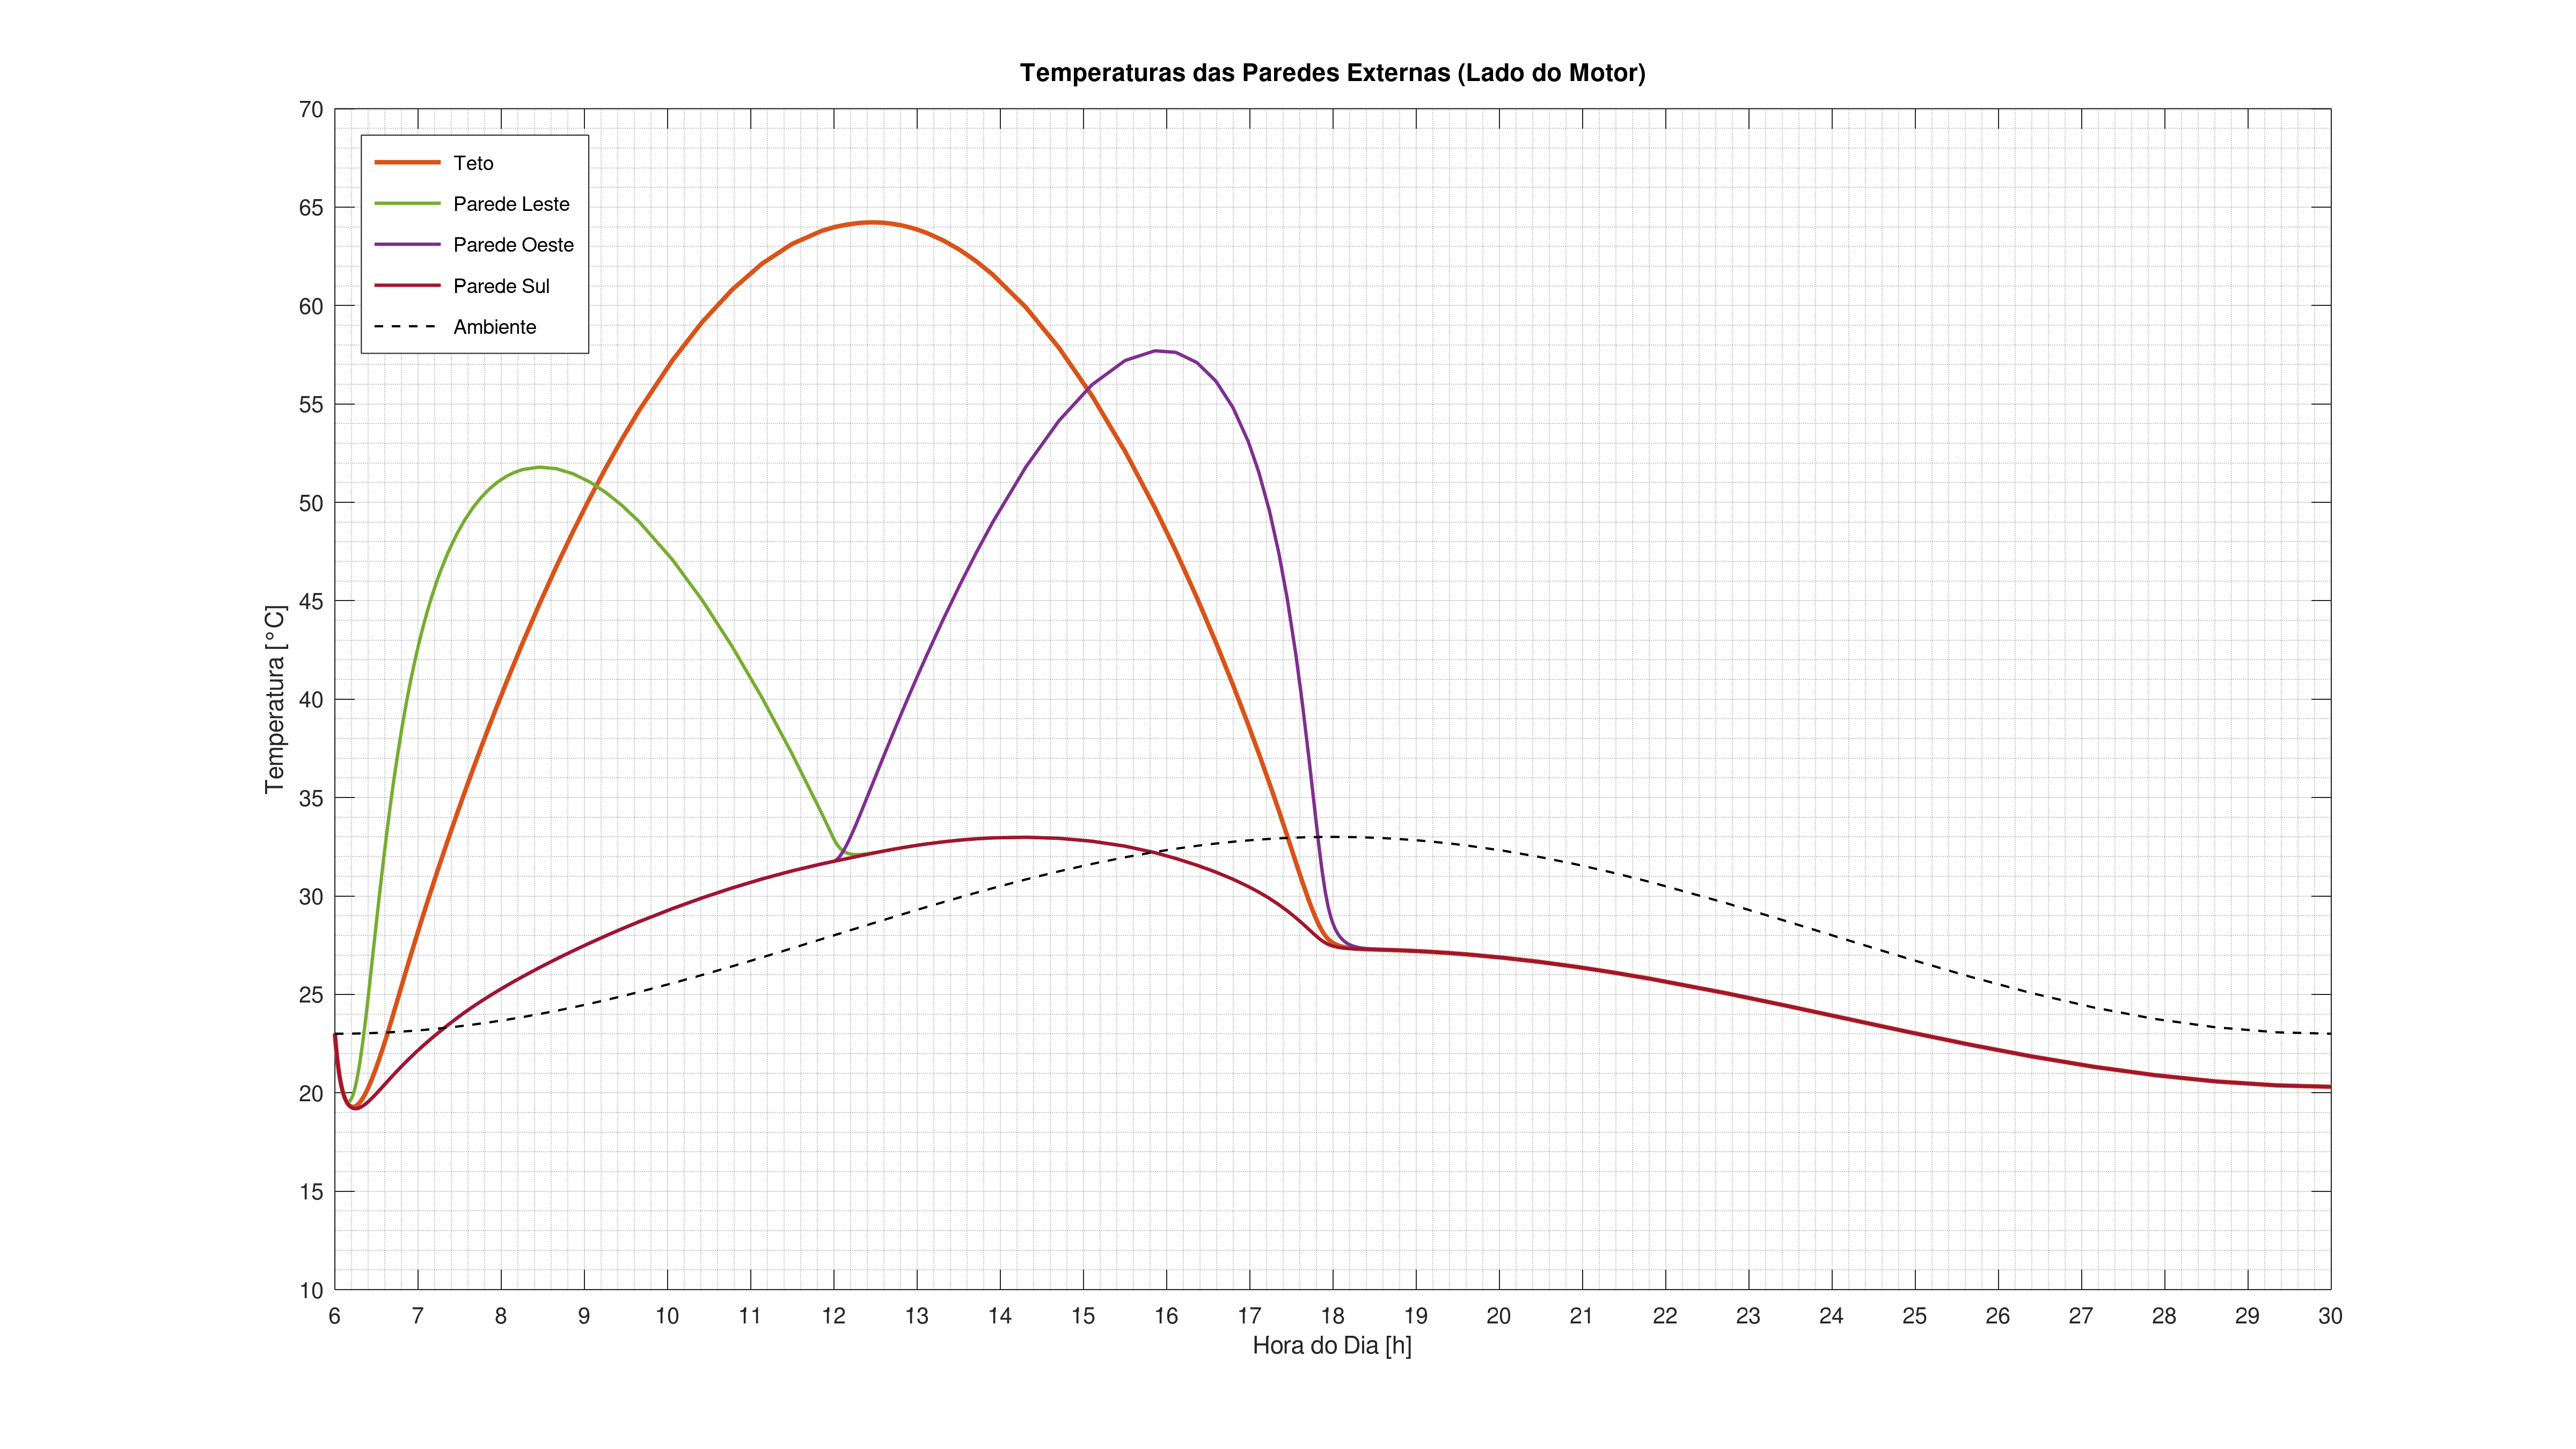 Temperaturas das Paredes Externas (Lado do Motor)
Teto
Parede Leste
Parede Oeste
Parede Sul
Ambiente
Temperatura [°C]
70
65
60
55
50
45
40
35
30
25
20
15
10
6 7 8 9 10 11 12 13 14 15 16 17 18 19 20 21 22 23 24 25 26 27 28 29 30
Hora do Dia [h]